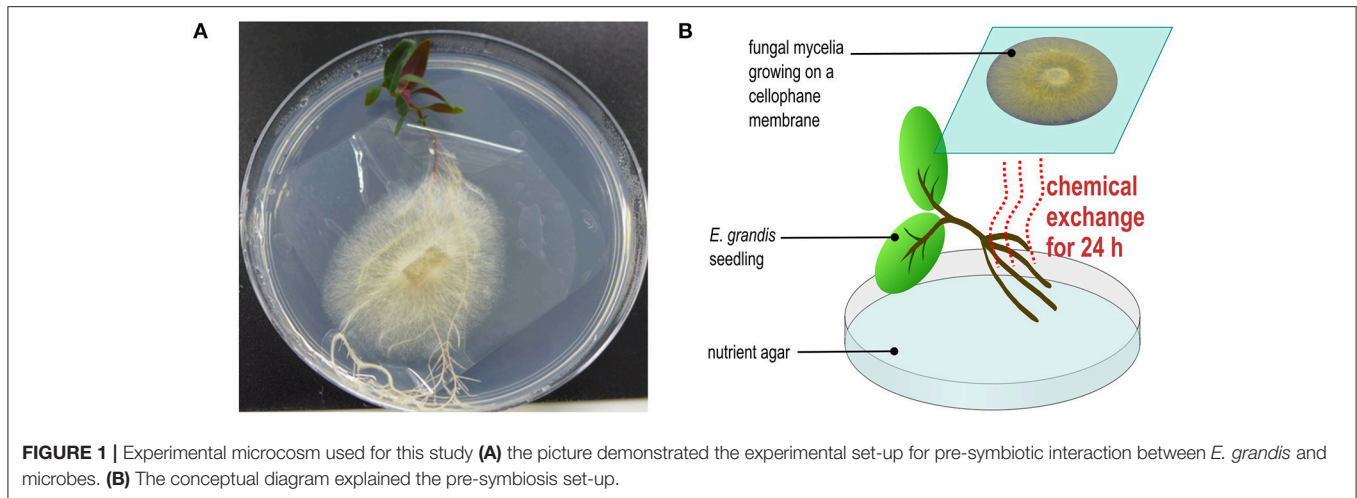 A
B
fungal mycelia
growing on a
cellophane
membrane
chemical
exchange
for 24 h
E. grandis
seedling
nutrient agar
FIGURE 1 | Experimental microcosm used for this study (A) the picture demonstrated the experimental set-up for pre-symbiotic interaction between E. grandis and
microbes. (B) The conceptual diagram explained the pre-symbiosis set-up.